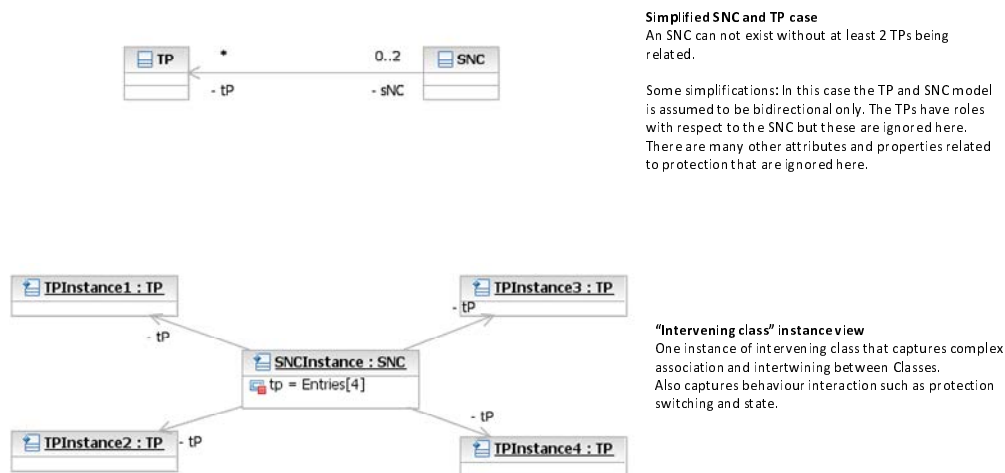 Simplified SNC and TP case
An SNC can not exist without at least 2 TPs being
related.
Some simplifications: In this case the TP and SNC model
is assumed to be bidirectional only. The TPs have roles
with respect to the SNC but these are ignored here.
There are many other attributes and properties related
to protection that are ignored here.
TP
*
0..2
SNC
- tP
- sNC
TPInstance1 : TP
TPInstance3 : TP
- tP
- tP
SNCInstance : SNC
tp = Entries[4]
- tP
- tP
TPInstance2 : TP
TPInstance4 : TP
"Intervening class" instance view
One instance of intervening class that captures complex
association and intertwining between Classes.
Also captures behaviour interaction such as protection
switching and state.